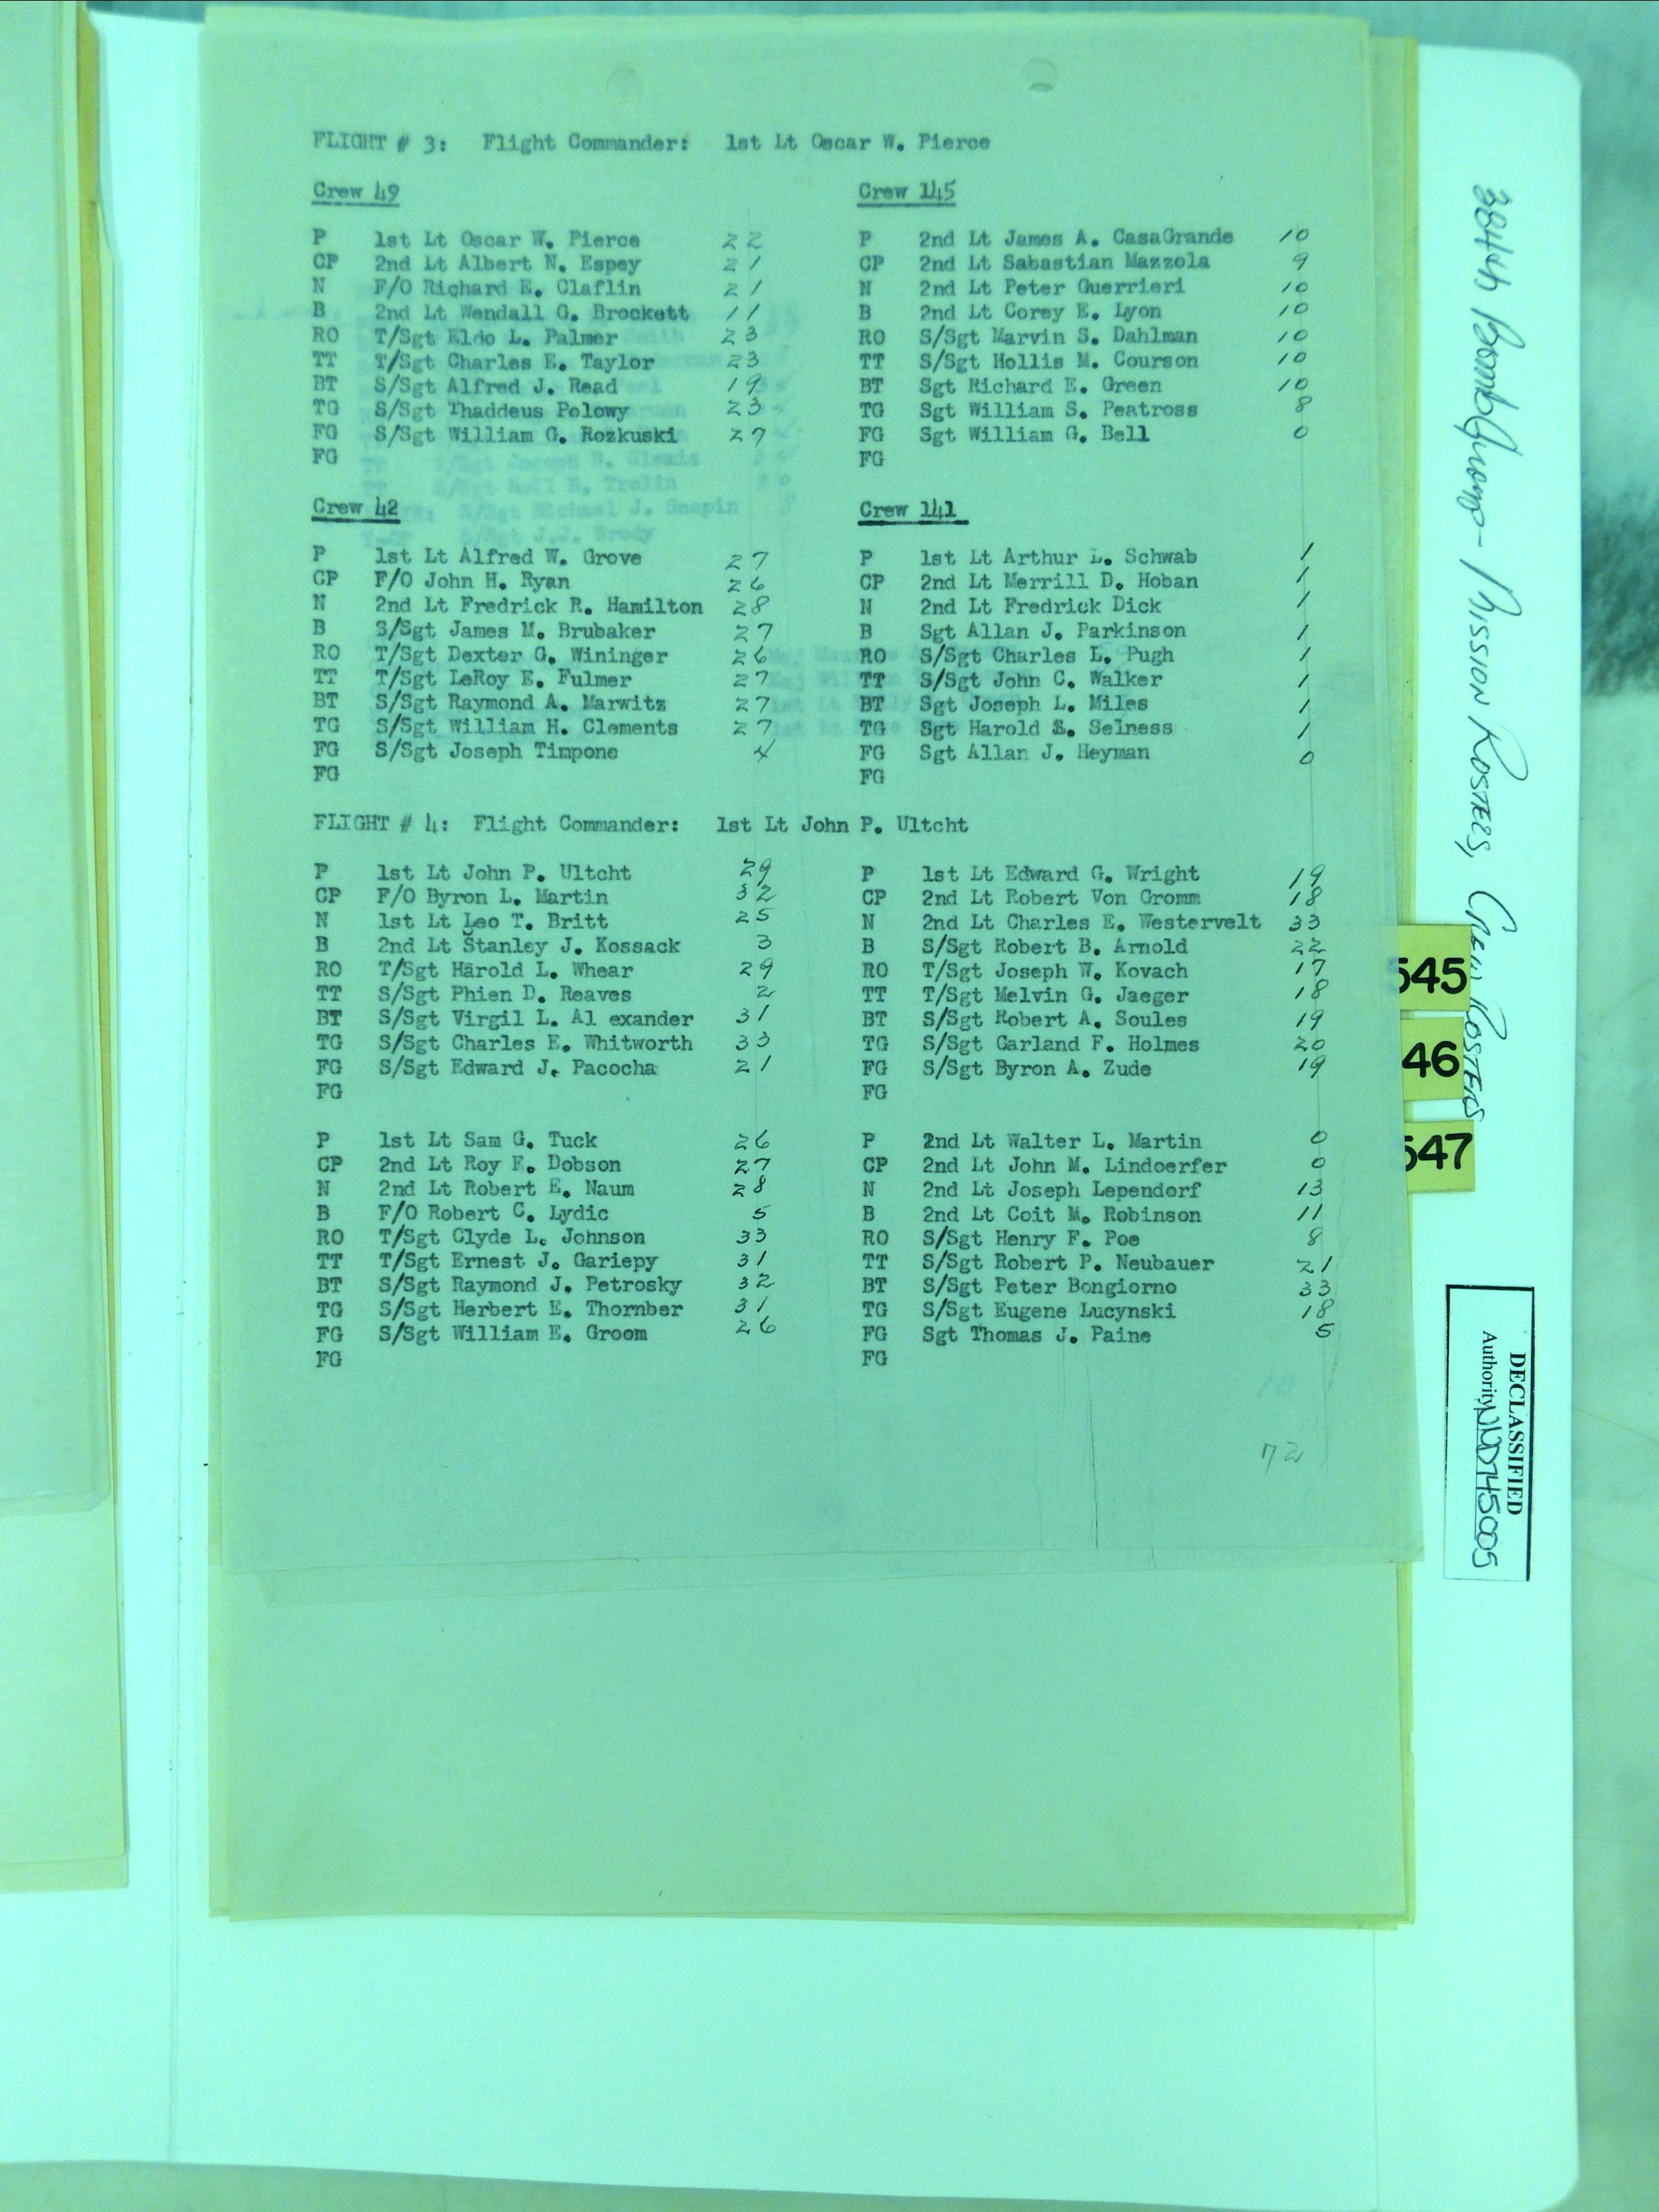 FLIGHT # 3: Flight Commander: 1st Lt Oscar W. Pierce
Crew 49
P 1st Lt Oscar W. Pierce 22
CP 2nd Lt Albert N. Espey 21
N F/O Richard E. Claflin 21
B 2nd Lt Wendall G. Brockett 11
RO T/Sgt Eldo L. Palmer 23
TT T/Sgt Charles E. Taylor 23
BT S/Sgt Alfred J. Read 19
TG S/Sgt Thaddeus Polowy 23
FG S/Sgt William G. Rozkuski 27
FG
Crew 145
P 2nd Lt James A. CasaGrande 10
CP 2nd Lt Sabastian Mazzola 9
N 2nd Lt Peter Guerrieri 10
B 2nd Lt Corey E. Lyon 10
RO S/Sgt Marvin S. Dahlman 10
TT S/Sgt Hollis M. Courson 10
BT Sgt Richard E. Green 10
TG Sgt William S. Peatross 8
FG Sgt William G. Bell 0
FG
Crew 42
P 1st Lt Alfred W. Grove 27
CP F/O John H. Ryan 26
N 2nd Lt Fredrick R. Hamilton 28
B S/Sgt James M. Brubaker 27
RO T/Sgt Dexter G. Wininger 26
TT T/Sgt LeRoy E. Fulmer 27
BT S/Sgt Raymond A. Marwitz 27
TG S/Sgt William H. Clements 27
FG S/Sgt Joseph Timpone 4
FG
Crew 141
P 1st Lt Arthur L. Schwab 1
CP 2nd Lt Merrill D. Hoban 1
N 2nd Lt Fredrick Dick 1
B Sgt Allan J. Parkinson 1
RO S/Sgt Charles L. Pugh 1
TT S/Sgt John C. Walker 1
BT Sgt Joseph L. Miles 1
TG Sgt Harold E. Selness 1
FG Sgt Allan J. Heyman 0
FG
FLIGHT # 4: Flight Commander: 1st Lt John P. Ultcht
P 1st Lt John P. Ultcht 29
CP F/O Byron L. Martin 32
N 1st Lt Leo T. Britt 25
B 2nd Lt Stanley J. Kossack 3
RO T/Sgt Harold L. Whear 29
TT S/Sgt Phien D. Reaves 2
BT S/Sgt Virgil L. Al exander 31
TG S/Sgt Charles E. Whitworth 33
FG S/Sgt Edward J. Pacocha 21
FG
P 1st Lt Edward G. Wright 19
CP 2nd Lt Robert Von Gromm 18
N 2nd Lt Charles E. Westervelt 33
B S/Sgt Robert B. Arnold 22
RO T/Sgt Joseph W. Kovach 17
TT T/Sgt Melvin G. Jaeger 18
BT S/Sgt Robert A. Soules 19
TG S/Sgt Garland F. Holmes 20
FG S/Sgt Byron A. Zude 19
FG
P 1st Lt Sam G. Tuck 26
CP 2nd Lt Roy F. Dobson 27
N 2nd Lt Robert E. Naum 28
B F/O Robert C. Lydic 5
RO T/Sgt Clyde L. Johnson 33
TT T/Sgt Ernest J. Gariepy 31
BT S/Sgt Raymond J. Petrosky 32
TG S/Sgt Herbert E. Thornber 31
FG S/Sgt William E. Groom 26
FG
P 2nd Lt Walter L. Martin 0
CP 2nd Lt John M. Lindoerfer 0
N 2nd Lt Joseph Lependorf 13
B 2nd Lt Coit M. Robinson 11
RO S/Sgt Henry F. Poe 8
TT S/Sgt Robert P. Neubauer 21
BT S/Sgt Peter Bongiorno 33
TG S/Sgt Eugene Lucynski 18
FG Sgt Thomas J. Paine 5
FG
72
384th Bomb Group - Mission Rosters, Crew Rosters
545
46
547
DECLASSIFIED
Authority NND745005